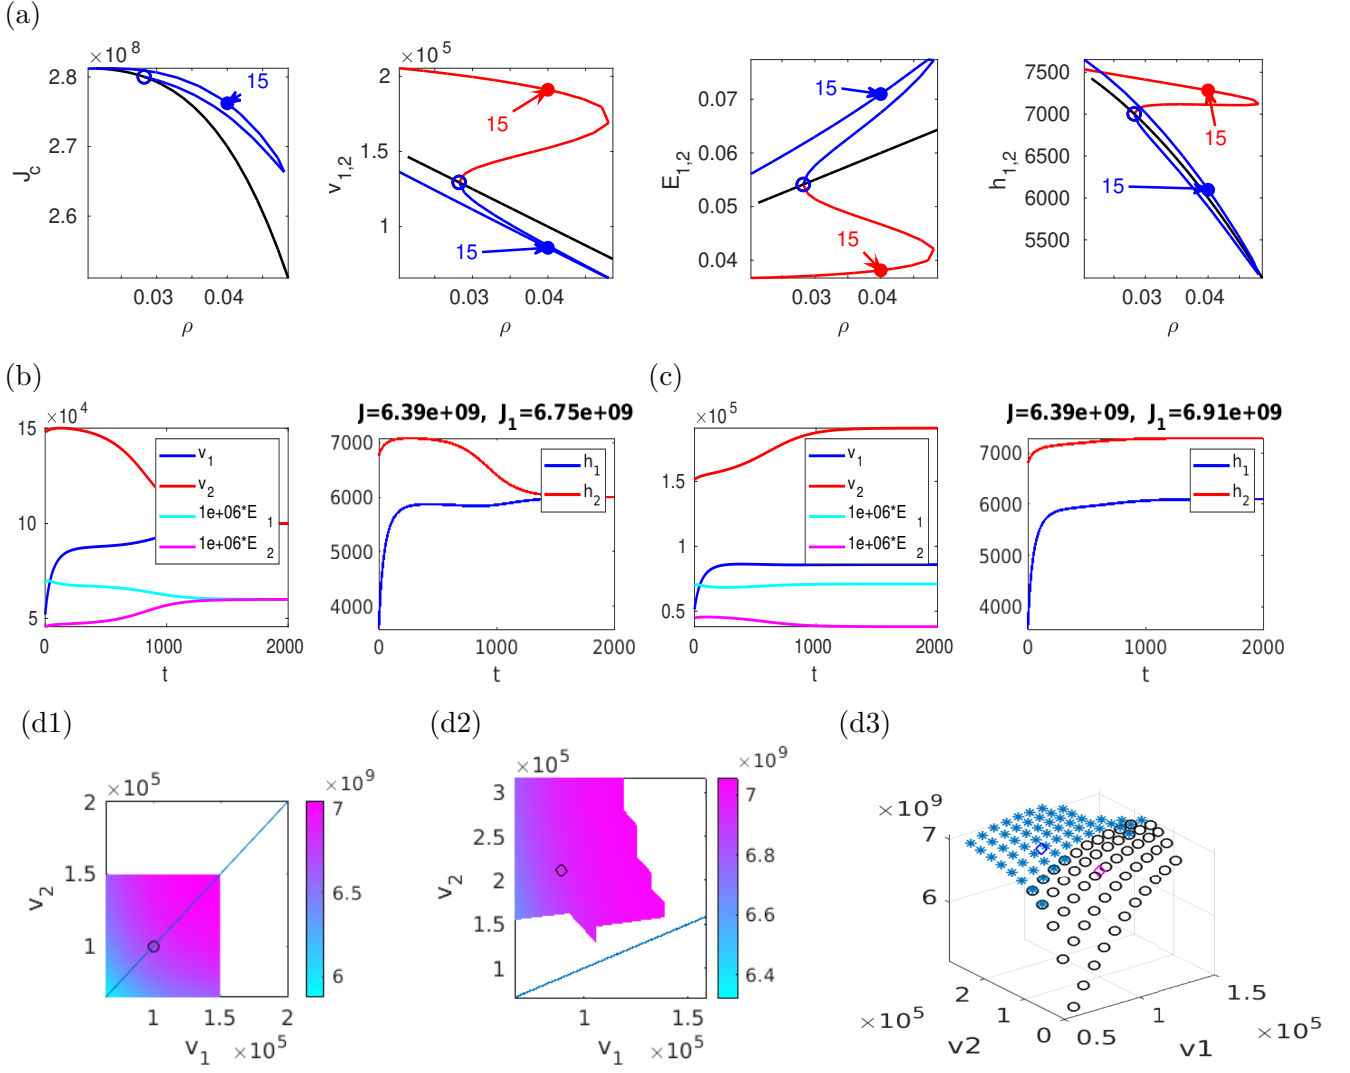 (a)
×10^8
2.8
2.7
2.6
J_c
15
0.03 0.04
ρ
×10^5
2
1.5
1
v_{1,2}
15
15
0.03 0.04
ρ
0.07
0.06
0.05
0.04
E_{1,2}
15
15
0.03 0.04
ρ
7500
7000
6500
6000
5500
h_{1,2}
15
15
0.03 0.04
ρ
(b)
×10^4
15
10
5
v_1
v_2
1e+06*E_1
1e+06*E_2
0 1000 2000
t
J=6.39e+09, J_1=6.75e+09
7000
6000
5000
4000
h_1
h_2
0 1000 2000
t
(c)
×10^5
1.5
1
0.5
v_1
v_2
1e+06*E_1
1e+06*E_2
0 1000 2000
t
J=6.39e+09, J_1=6.91e+09
7000
6000
5000
4000
h_1
h_2
0 1000 2000
t
(d1)
×10^5
2
1.5
1
v_2
1 1.5 2
v_1 ×10^5
×10^9
7
6.5
6
(d2)
×10^5
3
2.5
2
1.5
1
v_2
1 1.5
v_1 ×10^5
×10^9
7
6.8
6.6
6.4
(d3)
×10^9
7
6
2
1
0
×10^5
v2
0.5
1
1.5
×10^5
v1